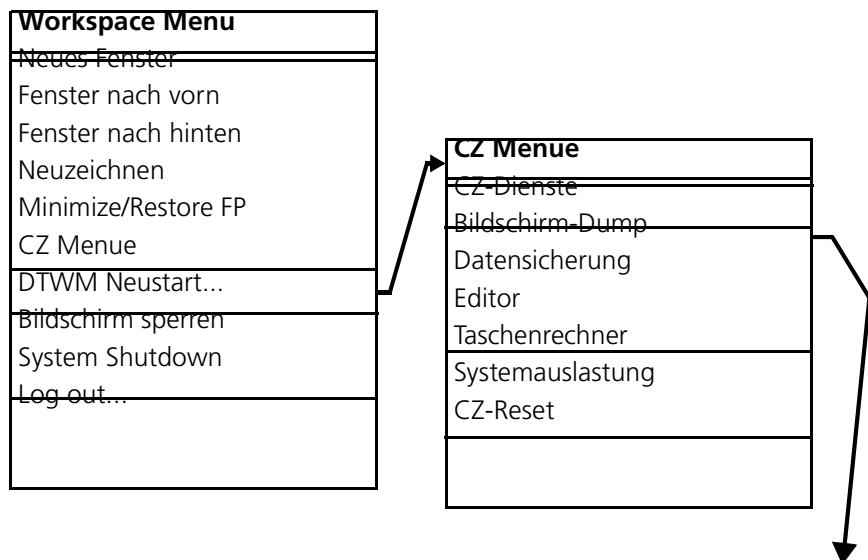 Workspace Menu
Neues Fenster
Fenster nach vorn
Fenster nach hinten
Neuzeichnen
Minimize/Restore FP
CZ Menue
DTWM Neustart...
Bildschirm sperren
System Shutdown
Log out...
CZ Menue
CZ-Dienste
Bildschirm-Dump
Datensicherung
Editor
Taschenrechner
Systemauslastung
CZ-Reset